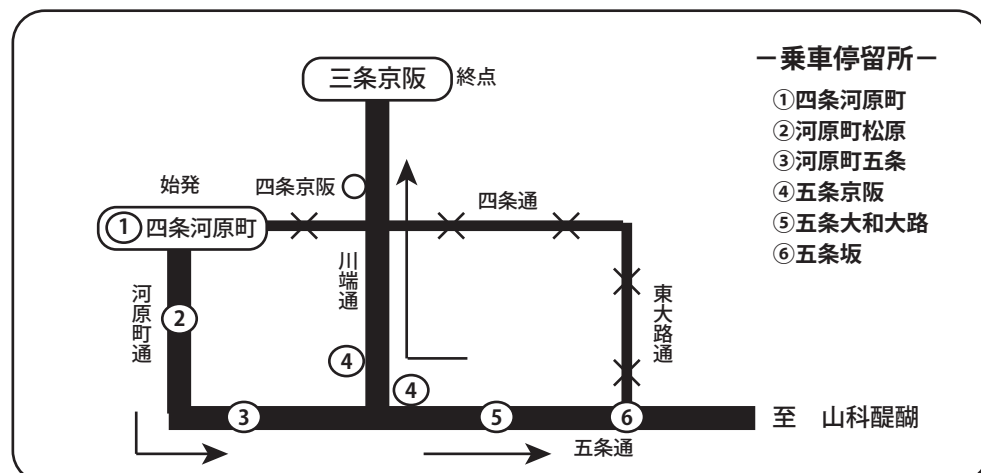 三条京阪
終点
始発
四条京阪
四条通
① 四条河原町
川端通
河原町通
東大路通
②
④
④
③
⑤
⑥
至 山科醍醐
五条通
－乗車停留所－
①四条河原町
②河原町松原
③河原町五条
④五条京阪
⑤五条大和大路
⑥五条坂